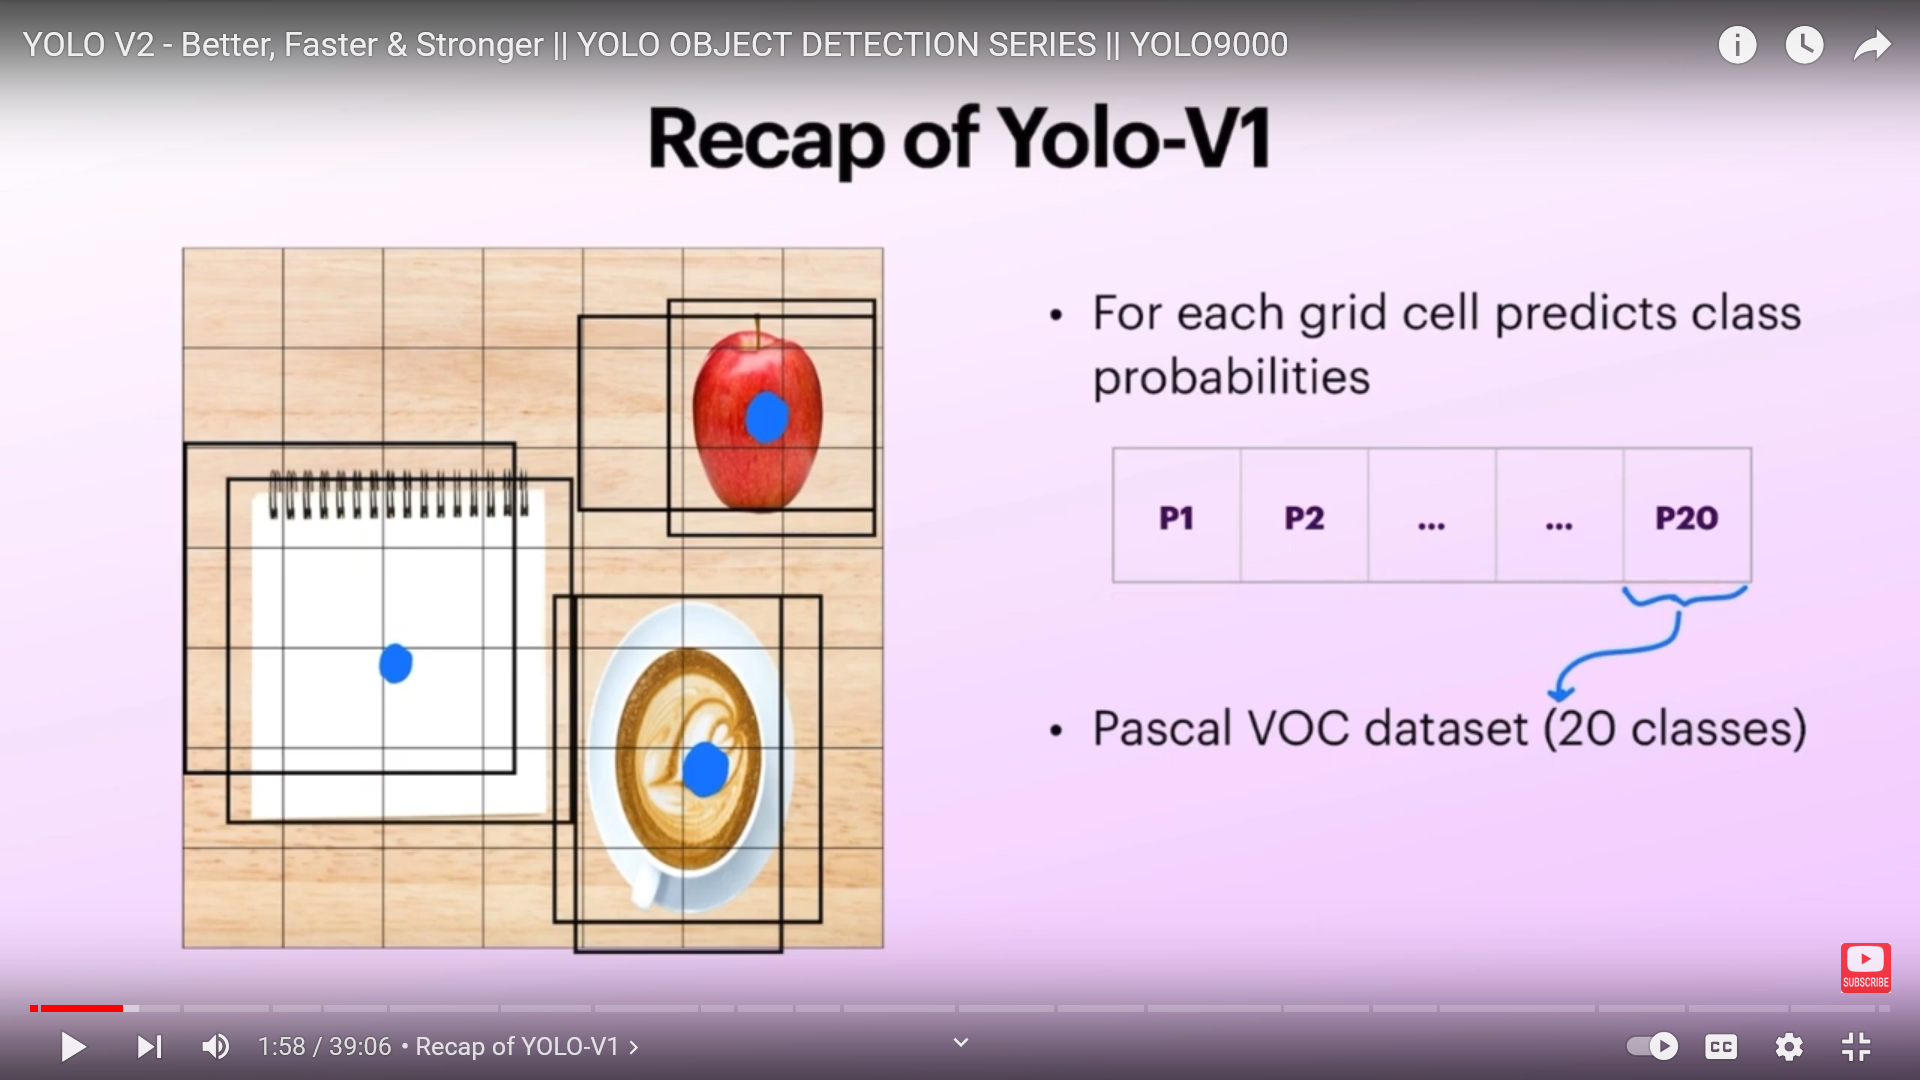 YOLO V2 - Better, Faster & Stronger || YOLO OBJECT DETECTION SERIES || YOLO9000
Recap of Yolo-V1
• For each grid cell predicts class
probabilities
P1 P2 ... ... P20
• Pascal VOC dataset (20 classes)
SUBSCRIBE
1:58 / 39:06 • Recap of YOLO-V1 >
CC